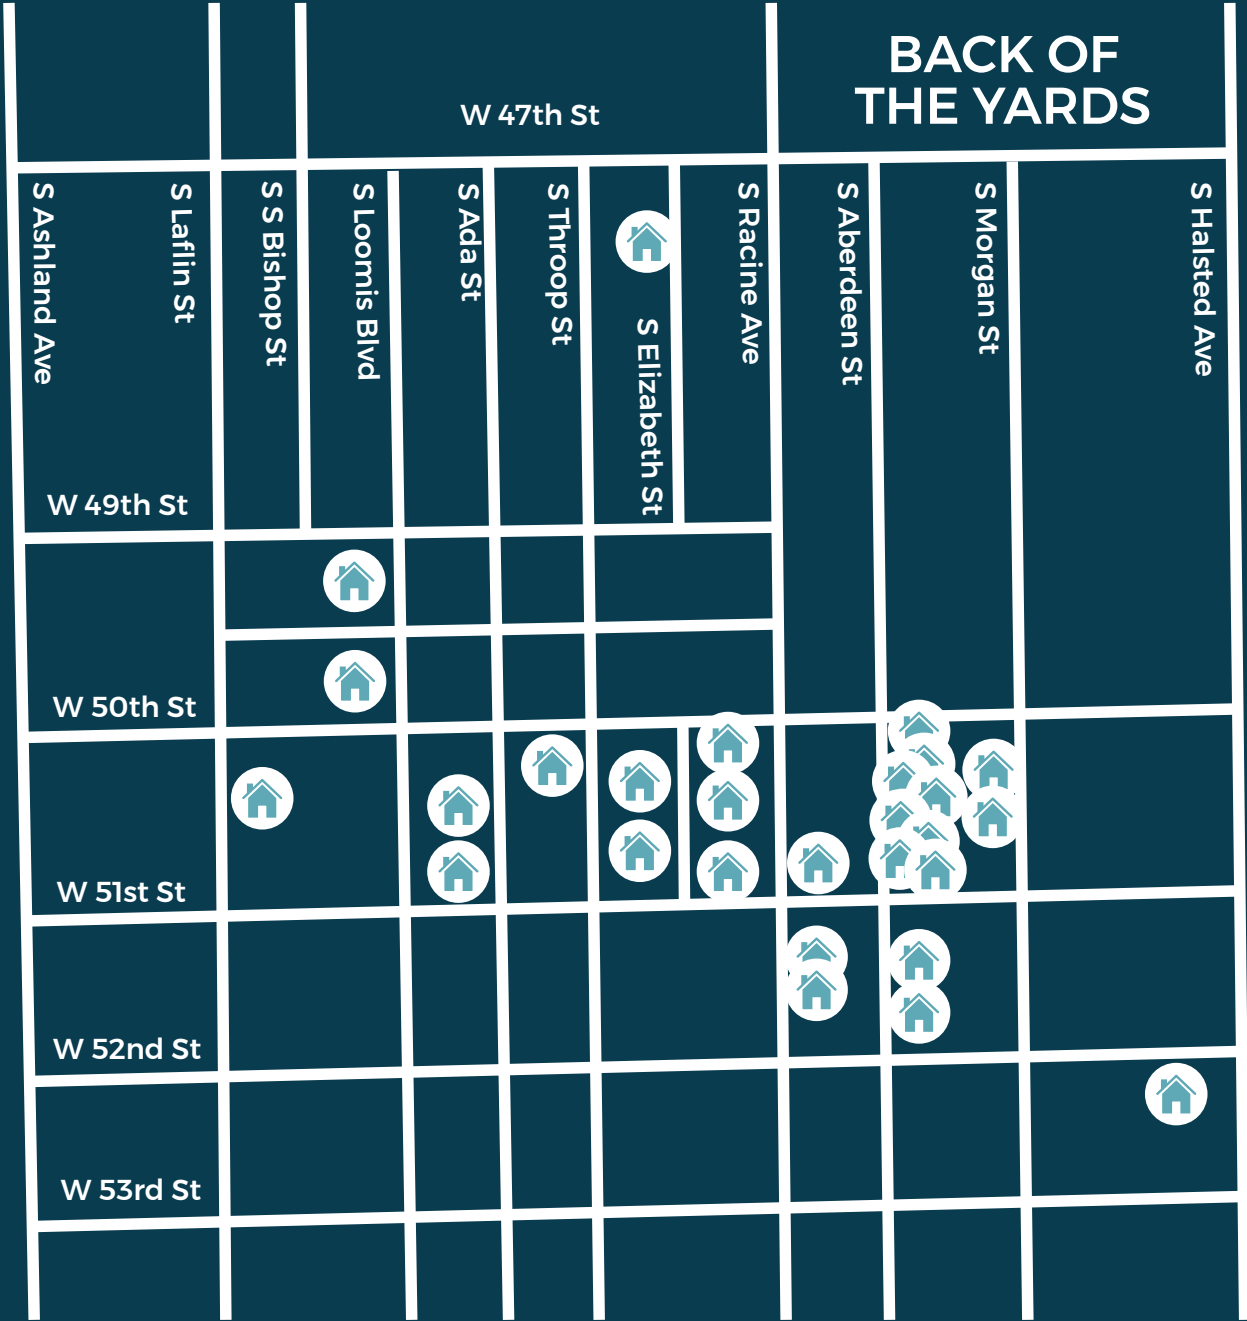 BACK OF
THE YARDS
W 47th St
S Ashland Ave
S Laflin St
S S Bishop St
S Loomis Blvd
S Ada St
S Throop St
S Elizabeth St
S Racine Ave
S Aberdeen St
S Morgan St
S Halsted Ave
W 49th St
W 50th St
W 51st St
W 52nd St
W 53rd St